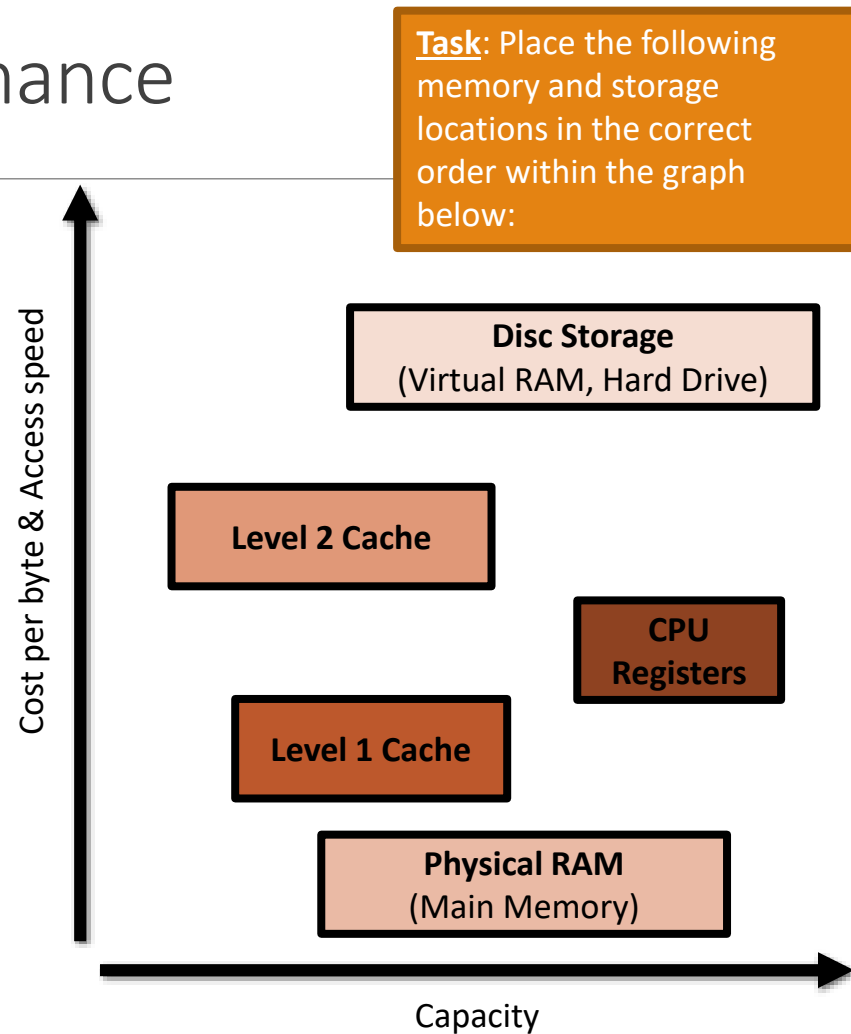 nance
Task: Place the following
memory and storage
locations in the correct
order within the graph
below:
Cost per byte & Access speed
Disc Storage
(Virtual RAM, Hard Drive)
Level 2 Cache
CPU
Registers
Level 1 Cache
Physical RAM
(Main Memory)
Capacity